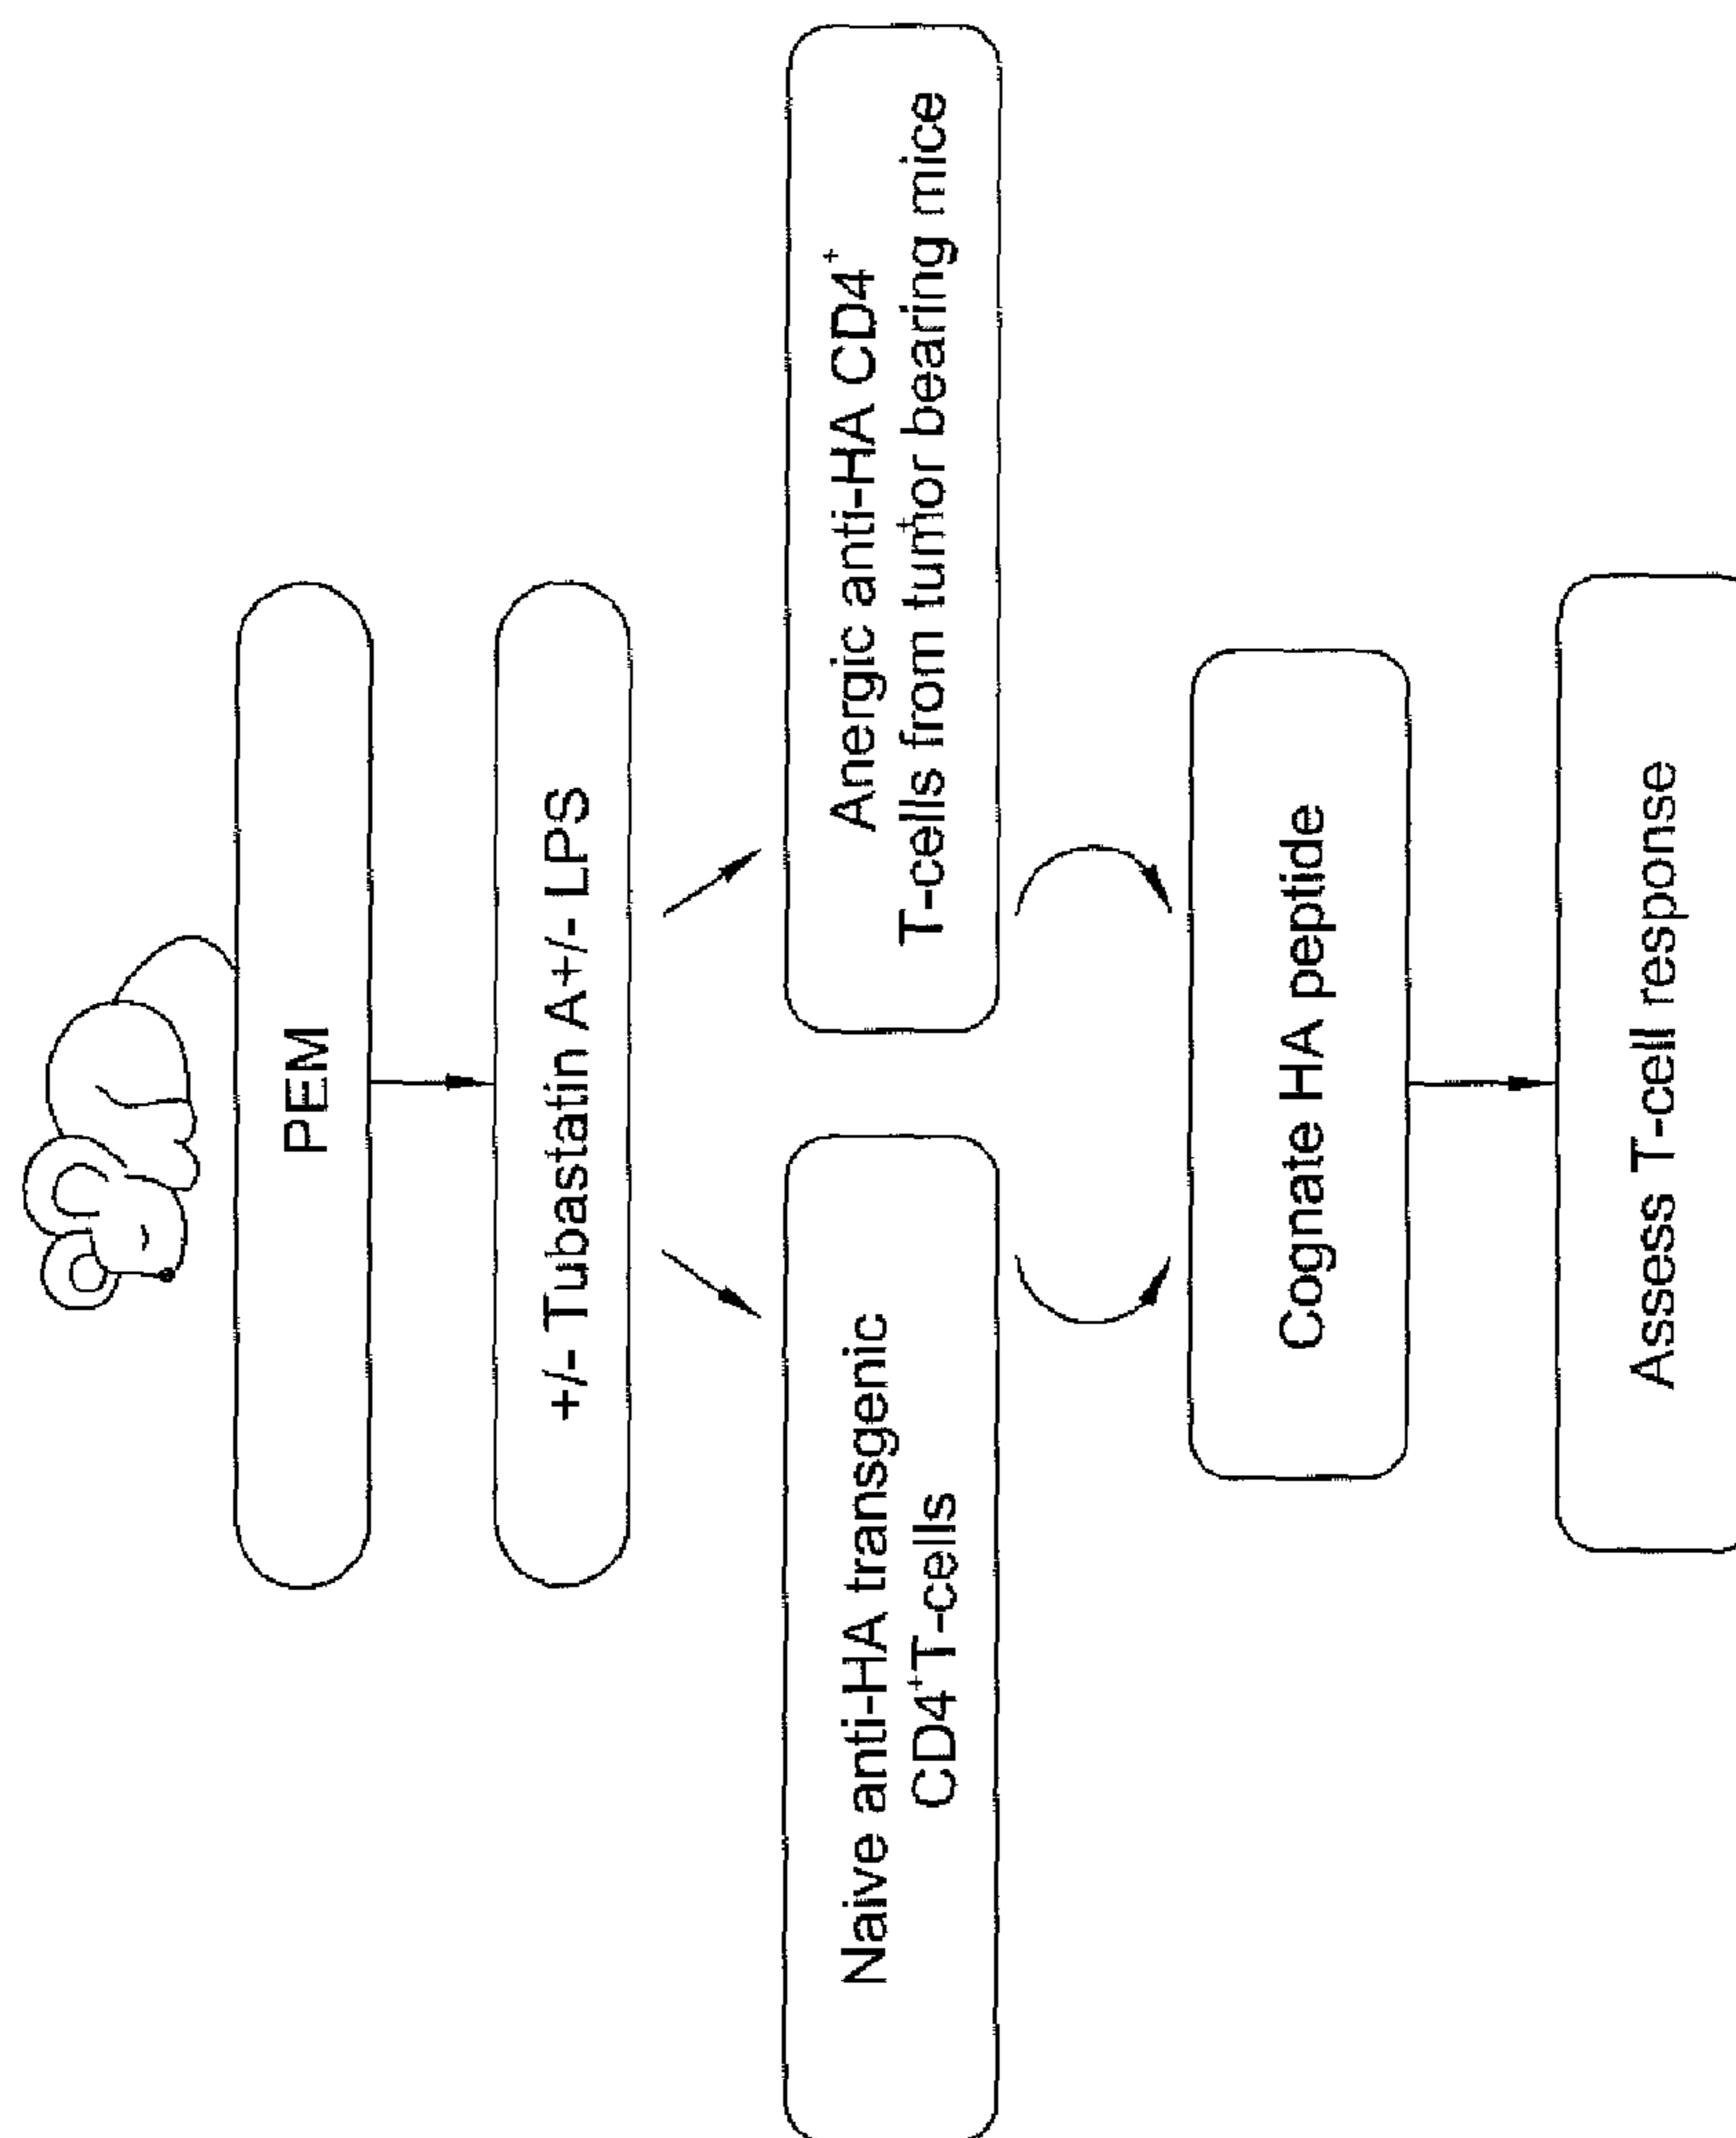 PEM
+/- Tubastatin A+/- LPS
Naive anti-HA transgenic
CD4⁺T-cells
Anergic anti-HA CD4⁺
T-cells from tumor bearing mice
Cognate HA peptide
Assess T-cell response